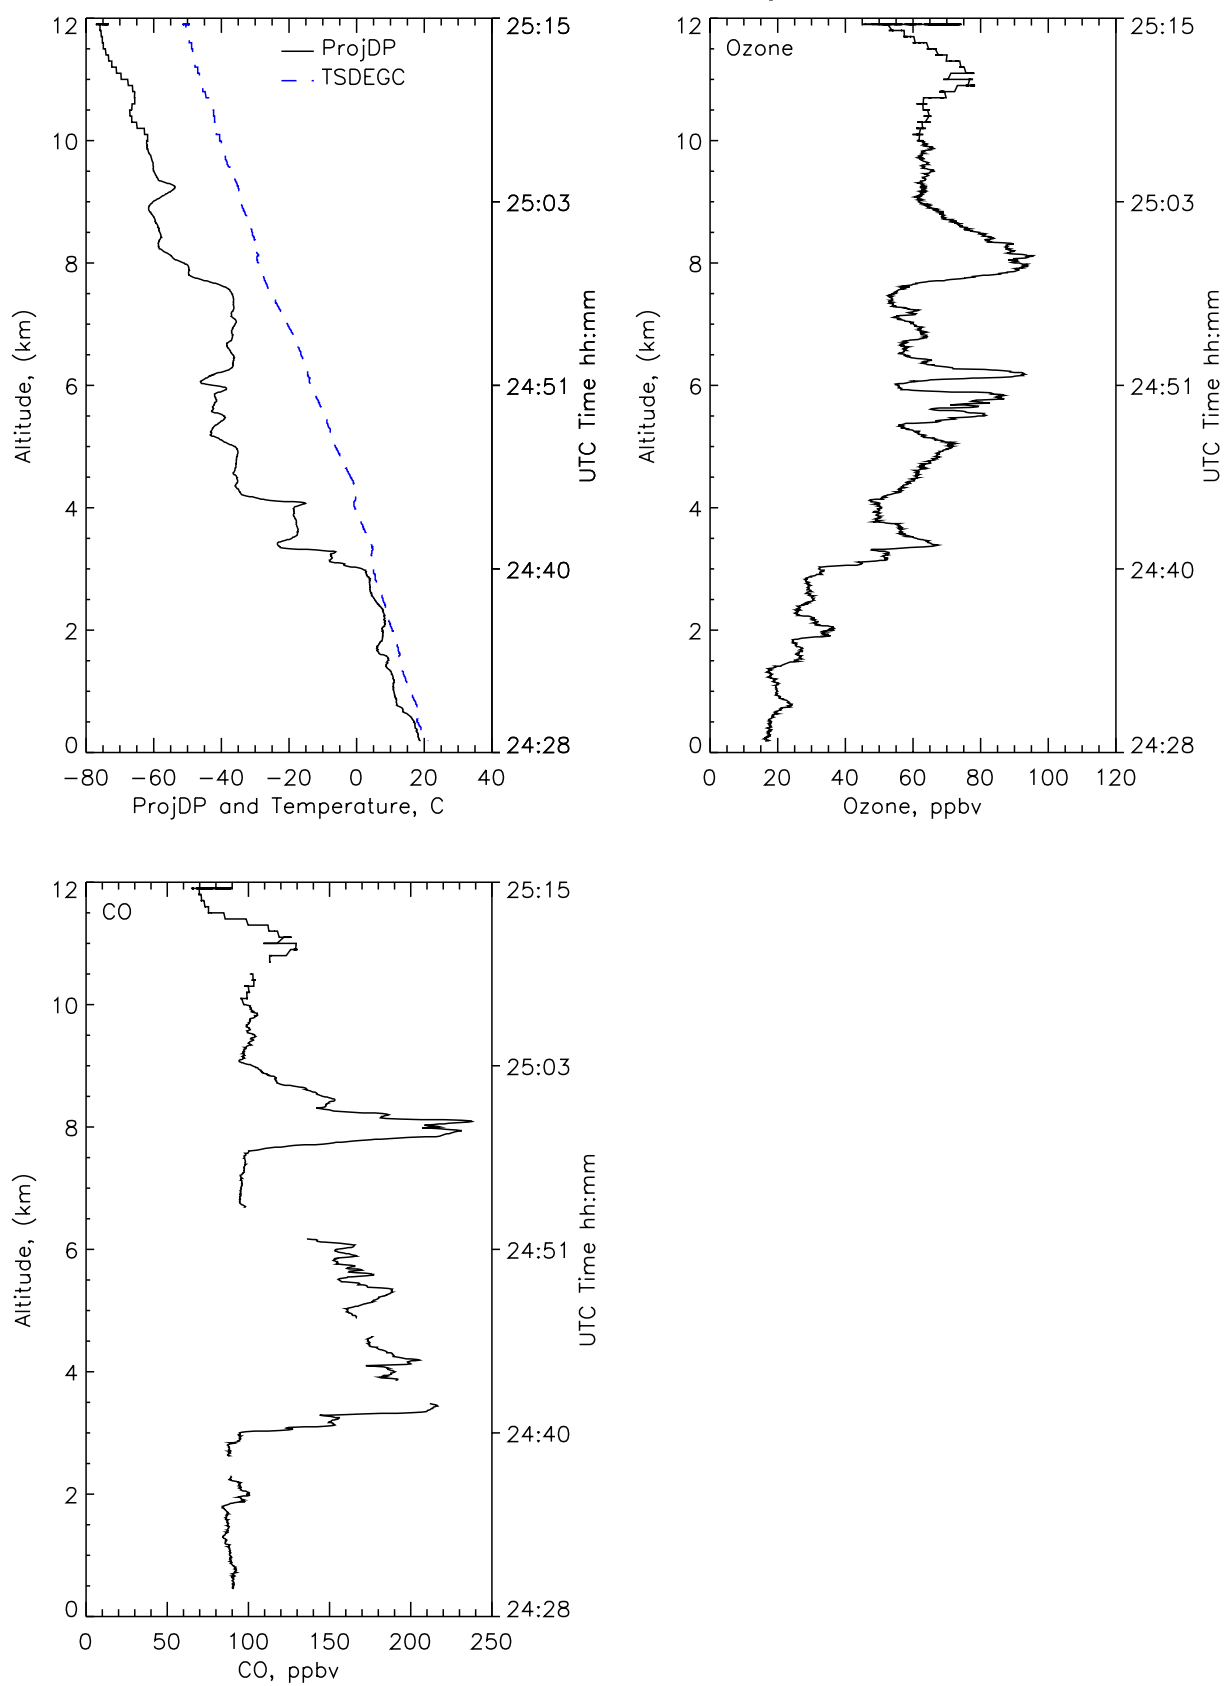 12
10
8
6
4
2
0
Altitude, (km)
ProjDP
TSDEGC
25:15
25:03
24:51
24:40
24:28
UTC Time hh:mm
−80 −60 −40 −20 0 20 40
ProjDP and Temperature, C
12
10
8
6
4
2
0
Altitude, (km)
Ozone
25:15
25:03
24:51
24:40
24:28
UTC Time hh:mm
0 20 40 60 80 100 120
Ozone, ppbv
12
10
8
6
4
2
0
Altitude, (km)
CO
25:15
25:03
24:51
24:40
24:28
UTC Time hh:mm
0 50 100 150 200 250
CO, ppbv